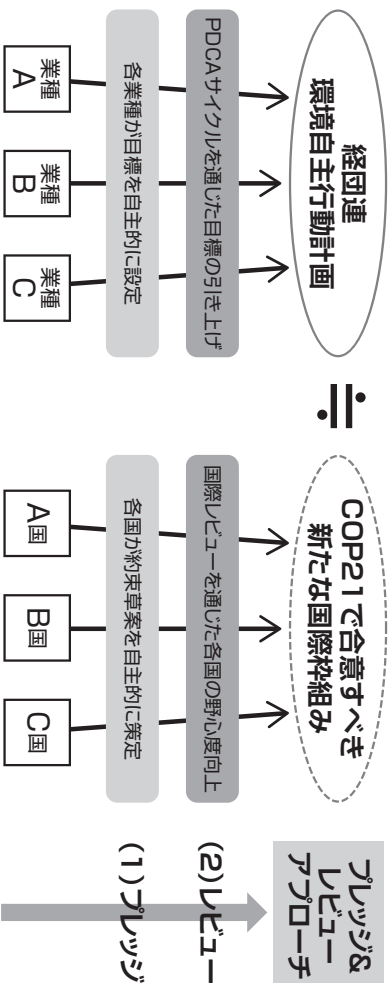 経団連
環境自主行動計画
PDCAサイクルを通じた目標の引き上げ
各業種が目標を自主的に設定
業種
A
業種
B
業種
C
≒
COP21で合意すべき
新たな国際枠組み
国際レビューを通じた各国の野心度向上
各国が約束草案を自主的に策定
A国
B国
C国
プレッジ&
レビュー
アプローチ
(2)レビュー
(1)プレッジ